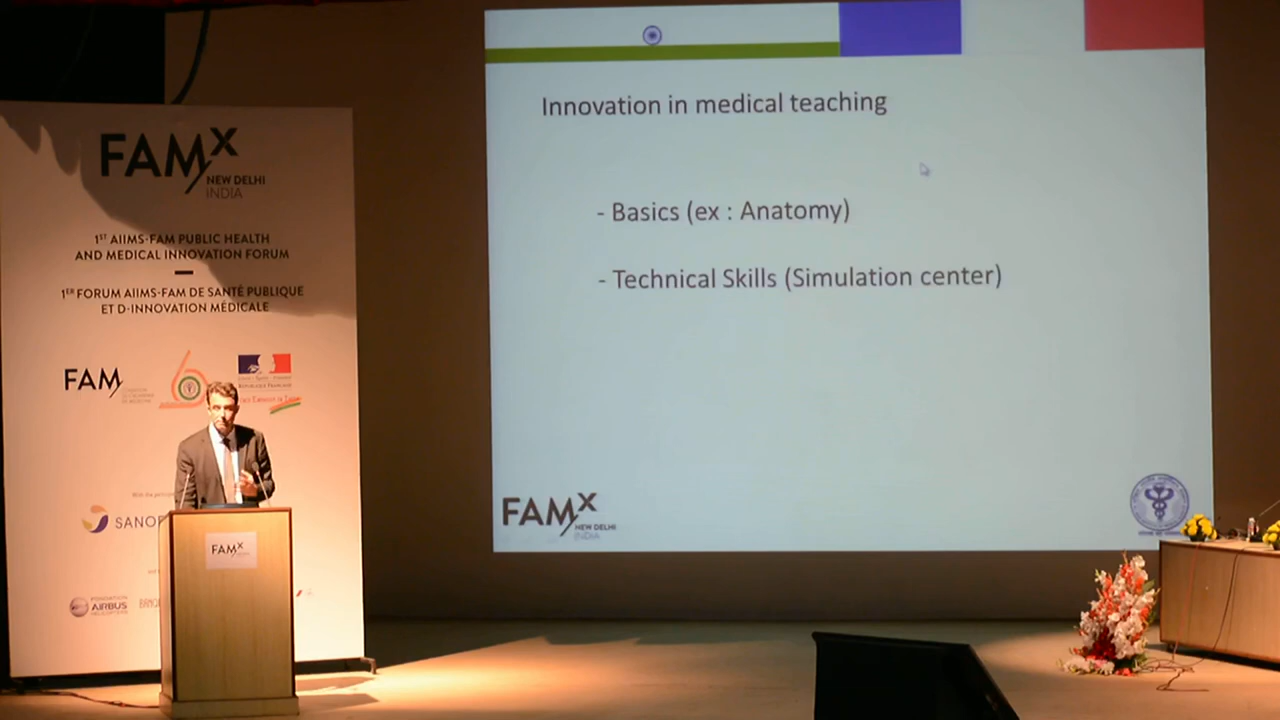 FAMx
NEW DELHI
INDIA
1ST AIIMS-FAM PUBLIC HEALTH
AND MEDICAL INNOVATION FORUM
1ER FORUM AIIMS-FAM DE SANTÉ PUBLIQUE
ET D-INNOVATION MÉDICALE
FAM
SANOF
FONDATION
AIRBUS
HELICOPTERS
FAMx
Innovation in medical teaching
- Basics (ex : Anatomy)
- Technical Skills (Simulation center)
FAMx
NEW DELHI
INDIA